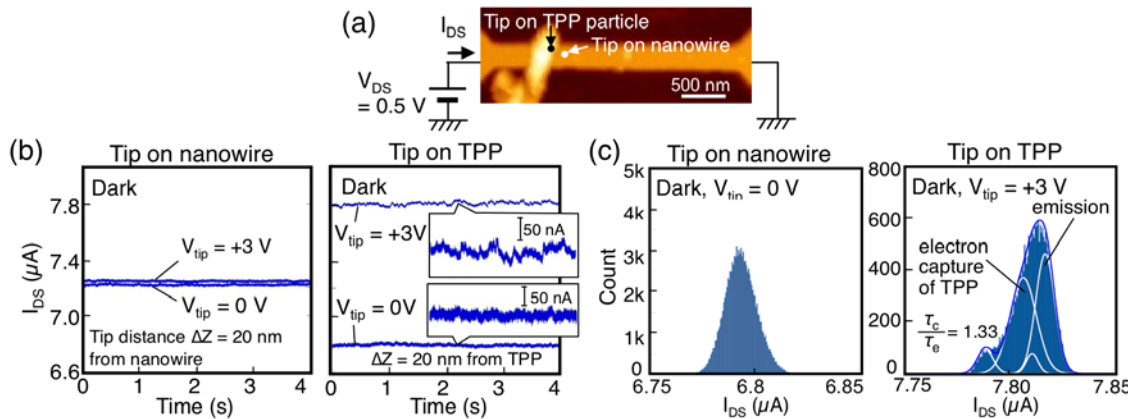 (a)
I_DS
Tip on TPP particle
Tip on nanowire
V_DS
= 0.5 V
500 nm
(b)
Tip on nanowire
Tip on TPP
I_DS (μA)
7.8
7.4
7.0
6.6
Dark
V_tip = +3 V
V_tip = 0 V
Tip distance ΔZ = 20 nm
from nanowire
0 1 2 3 4
Time (s)
Dark
V_tip = +3V
50 nA
50 nA
V_tip = 0V
ΔZ = 20 nm from TPP
0 1 2 3 4
Time (s)
(c)
Tip on nanowire
Tip on TPP
Count
5k
4k
3k
2k
1k
0
Dark, V_tip = 0 V
6.75 6.80 6.85
I_DS (μA)
800
600
400
200
0
Dark, V_tip = +3 V
emission
electron
capture
of TPP
τ_c/τ_e = 1.33
7.75 7.80 7.85
I_DS (μA)